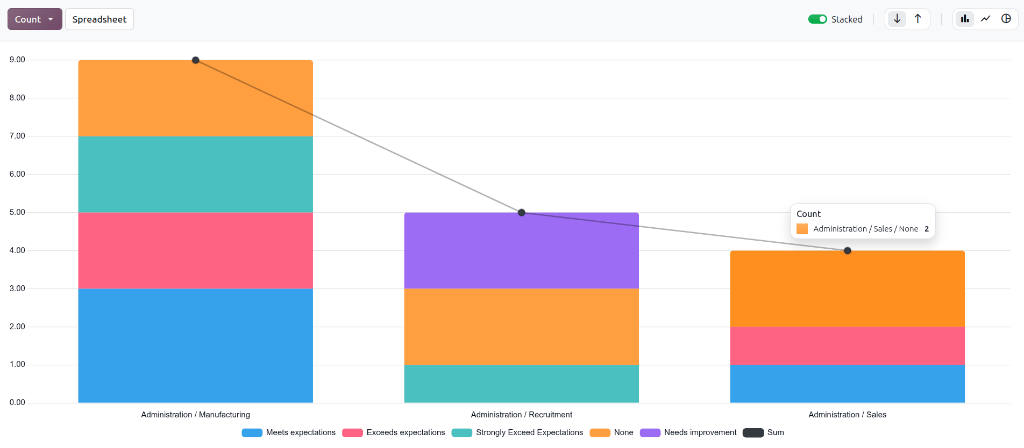 Count Spreadsheet Stacked
9.00
8.00
7.00
6.00
5.00
4.00
3.00
2.00
1.00
0.00
Count
Administration / Sales / None 2
Administration / Manufacturing Administration / Recruitment Administration / Sales
Meets expectations Exceeds expectations Strongly Exceed Expectations None Needs improvement Sum